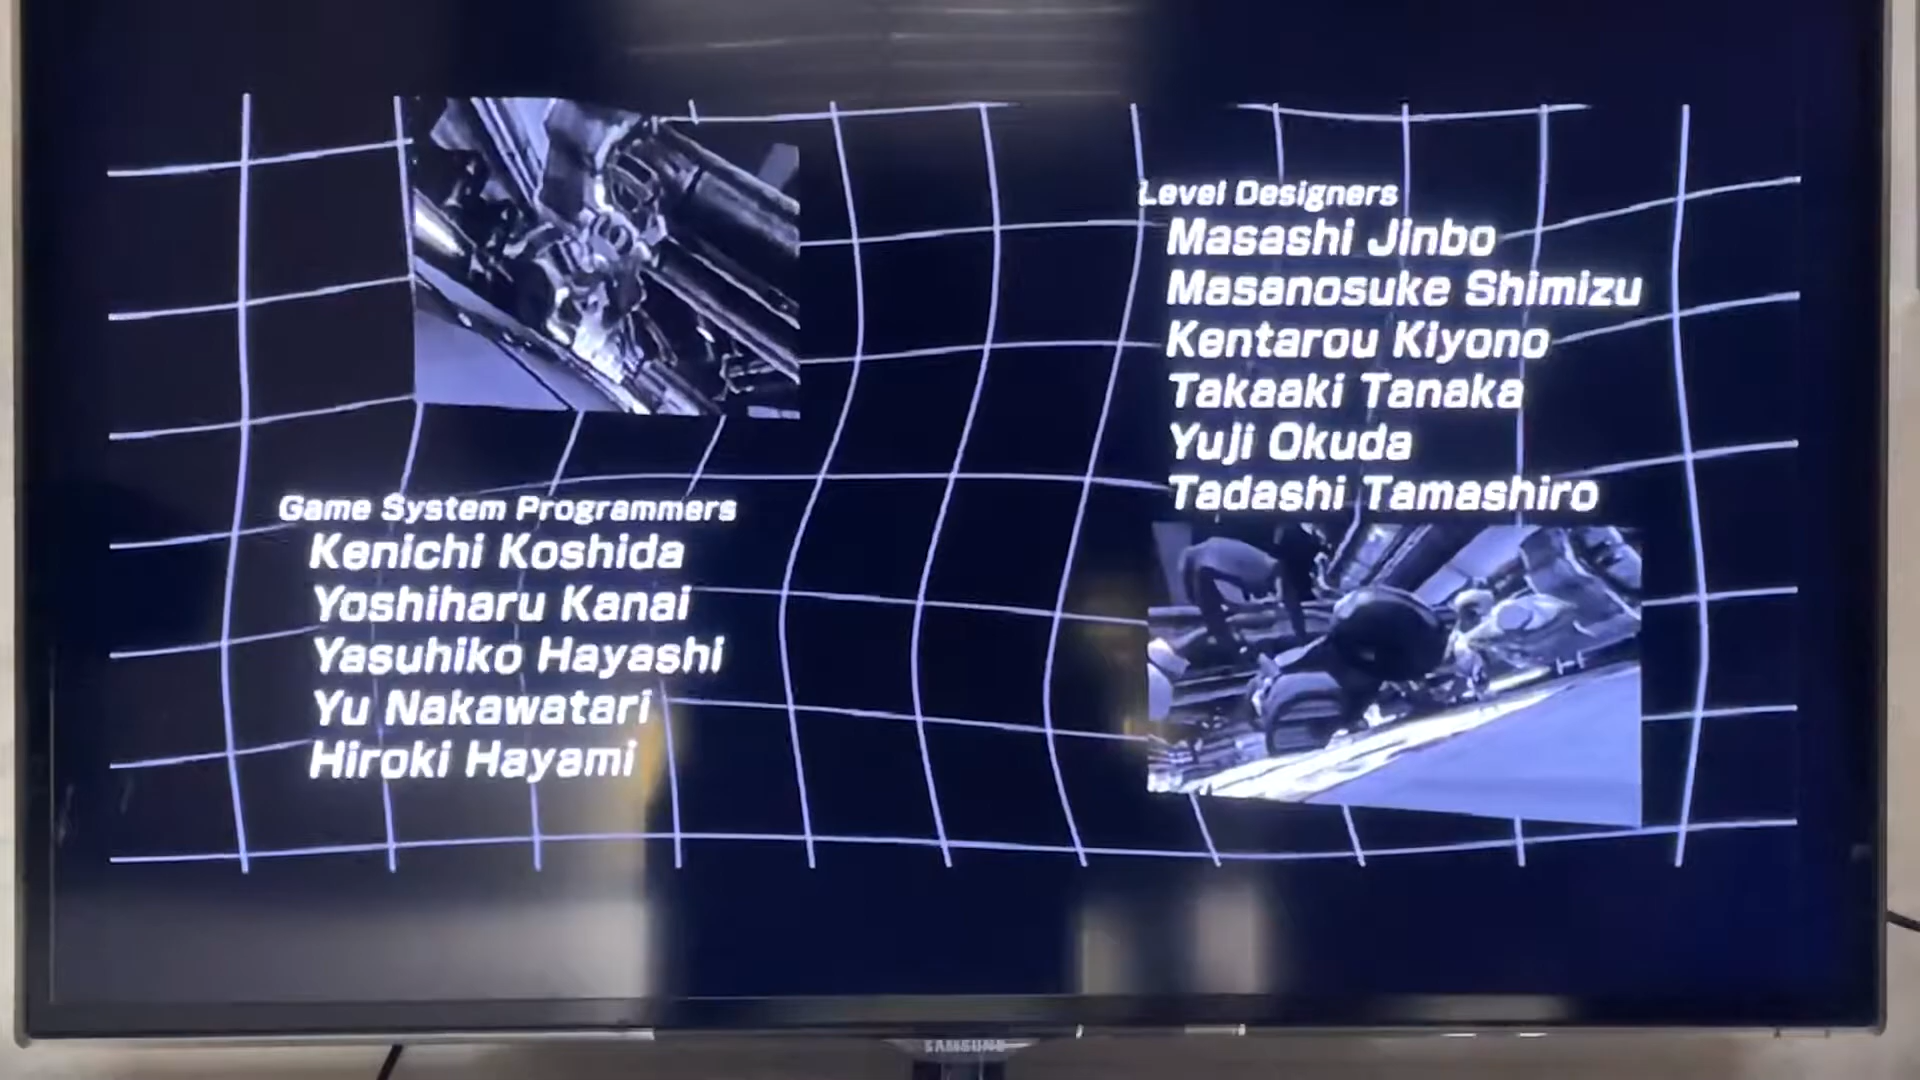 Level Designers
Masashi Jinbo
Masanosuke Shimizu
Kentarou Kiyono
Takaaki Tanaka
Yuji Okuda
Tadashi Tamashiro
Game System Programmers
Kenichi Koshida
Yoshiharu Kanai
Yasuhiko Hayashi
Yu Nakawatari
Hiroki Hayami
SAMSUNG